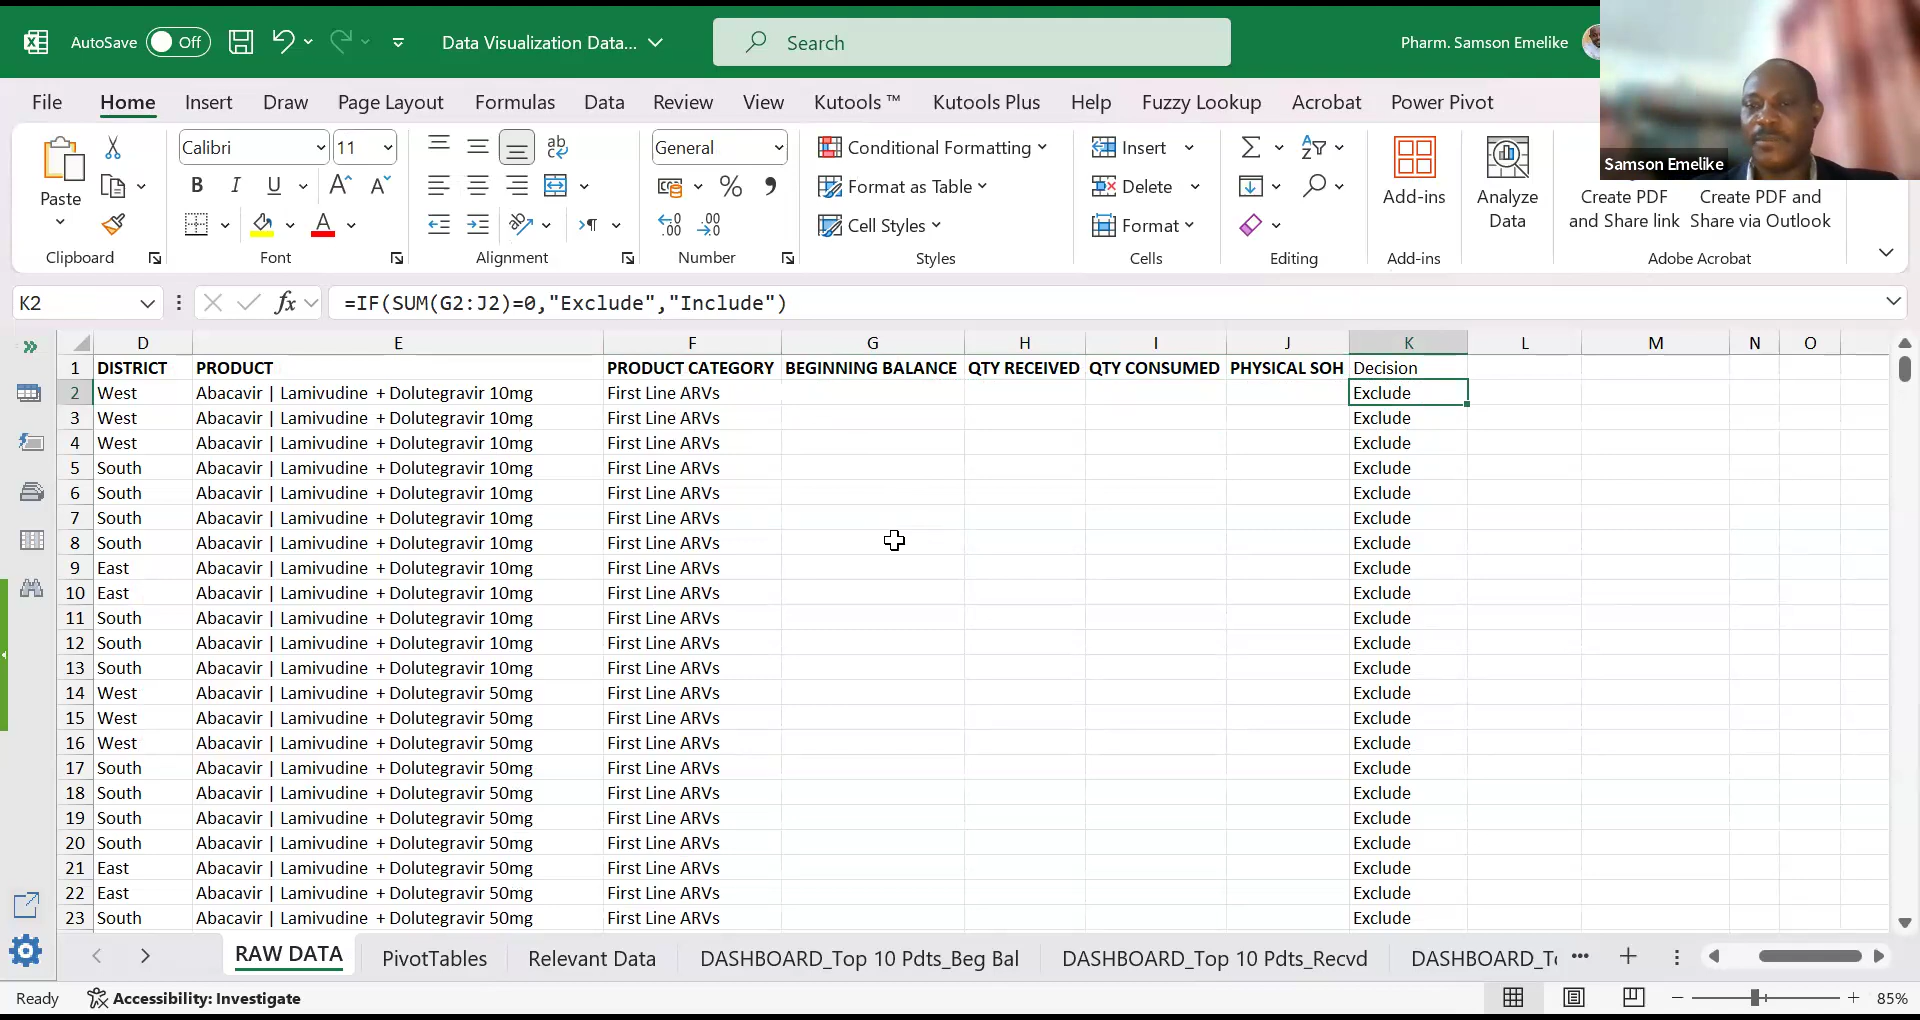 AutoSave Off Data Visualization Data... Search Pharm. Samson Emelike
File Home Insert Draw Page Layout Formulas Data Review View Kutools ™ Kutools Plus Help Fuzzy Lookup Acrobat Power Pivot
Samson Emelike
Paste
Clipboard
Calibri 11
B I U A A
A
Font
ab
Alignment
General
%
Number
Conditional Formatting
Format as Table
Cell Styles
Styles
Insert
Delete
Format
Cells
Editing
Add-ins
Add-ins
Analyze
Data
Create PDF
and Share link
Create PDF and
Share via Outlook
Adobe Acrobat
K2 fx =IF(SUM(G2:J2)=0,"Exclude","Include")
D E F G H I J K L M N O
1 DISTRICT PRODUCT PRODUCT CATEGORY BEGINNING BALANCE QTY RECEIVED QTY CONSUMED PHYSICAL SOH Decision
2 West Abacavir | Lamivudine + Dolutegravir 10mg First Line ARVs Exclude
3 West Abacavir | Lamivudine + Dolutegravir 10mg First Line ARVs Exclude
4 West Abacavir | Lamivudine + Dolutegravir 10mg First Line ARVs Exclude
5 South Abacavir | Lamivudine + Dolutegravir 10mg First Line ARVs Exclude
6 South Abacavir | Lamivudine + Dolutegravir 10mg First Line ARVs Exclude
7 South Abacavir | Lamivudine + Dolutegravir 10mg First Line ARVs Exclude
8 South Abacavir | Lamivudine + Dolutegravir 10mg First Line ARVs Exclude
9 East Abacavir | Lamivudine + Dolutegravir 10mg First Line ARVs Exclude
10 East Abacavir | Lamivudine + Dolutegravir 10mg First Line ARVs Exclude
11 South Abacavir | Lamivudine + Dolutegravir 10mg First Line ARVs Exclude
12 South Abacavir | Lamivudine + Dolutegravir 10mg First Line ARVs Exclude
13 South Abacavir | Lamivudine + Dolutegravir 10mg First Line ARVs Exclude
14 West Abacavir | Lamivudine + Dolutegravir 50mg First Line ARVs Exclude
15 West Abacavir | Lamivudine + Dolutegravir 50mg First Line ARVs Exclude
16 West Abacavir | Lamivudine + Dolutegravir 50mg First Line ARVs Exclude
17 South Abacavir | Lamivudine + Dolutegravir 50mg First Line ARVs Exclude
18 South Abacavir | Lamivudine + Dolutegravir 50mg First Line ARVs Exclude
19 South Abacavir | Lamivudine + Dolutegravir 50mg First Line ARVs Exclude
20 South Abacavir | Lamivudine + Dolutegravir 50mg First Line ARVs Exclude
21 East Abacavir | Lamivudine + Dolutegravir 50mg First Line ARVs Exclude
22 East Abacavir | Lamivudine + Dolutegravir 50mg First Line ARVs Exclude
23 South Abacavir | Lamivudine + Dolutegravir 50mg First Line ARVs Exclude
RAW DATA PivotTables Relevant Data DASHBOARD_Top 10 Pdts_Beg Bal DASHBOARD_Top 10 Pdts_Recvd DASHBOARD_T
Ready Accessibility: Investigate 85%